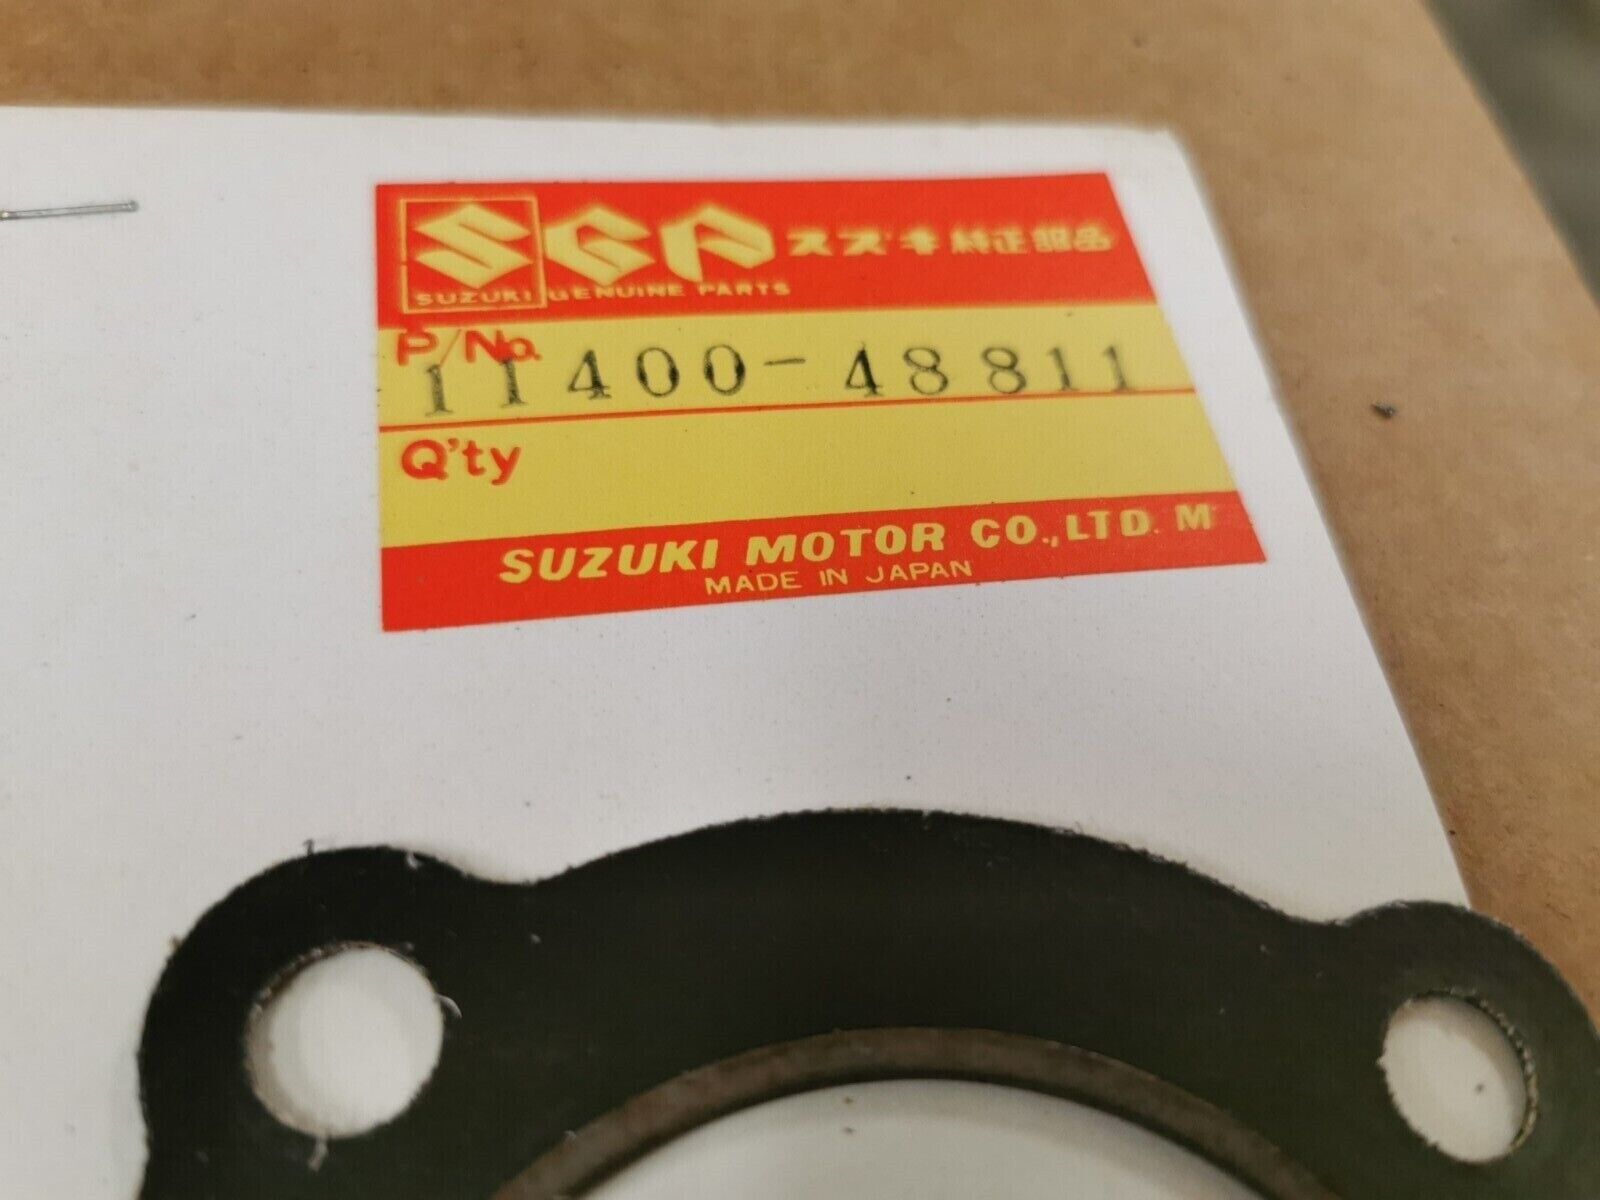 SGP スズキ純正部品
SUZUKI GENUINE PARTS
P/No. 11400-48811
Q'ty
SUZUKI MOTOR CO.,LTD. M
MADE IN JAPAN